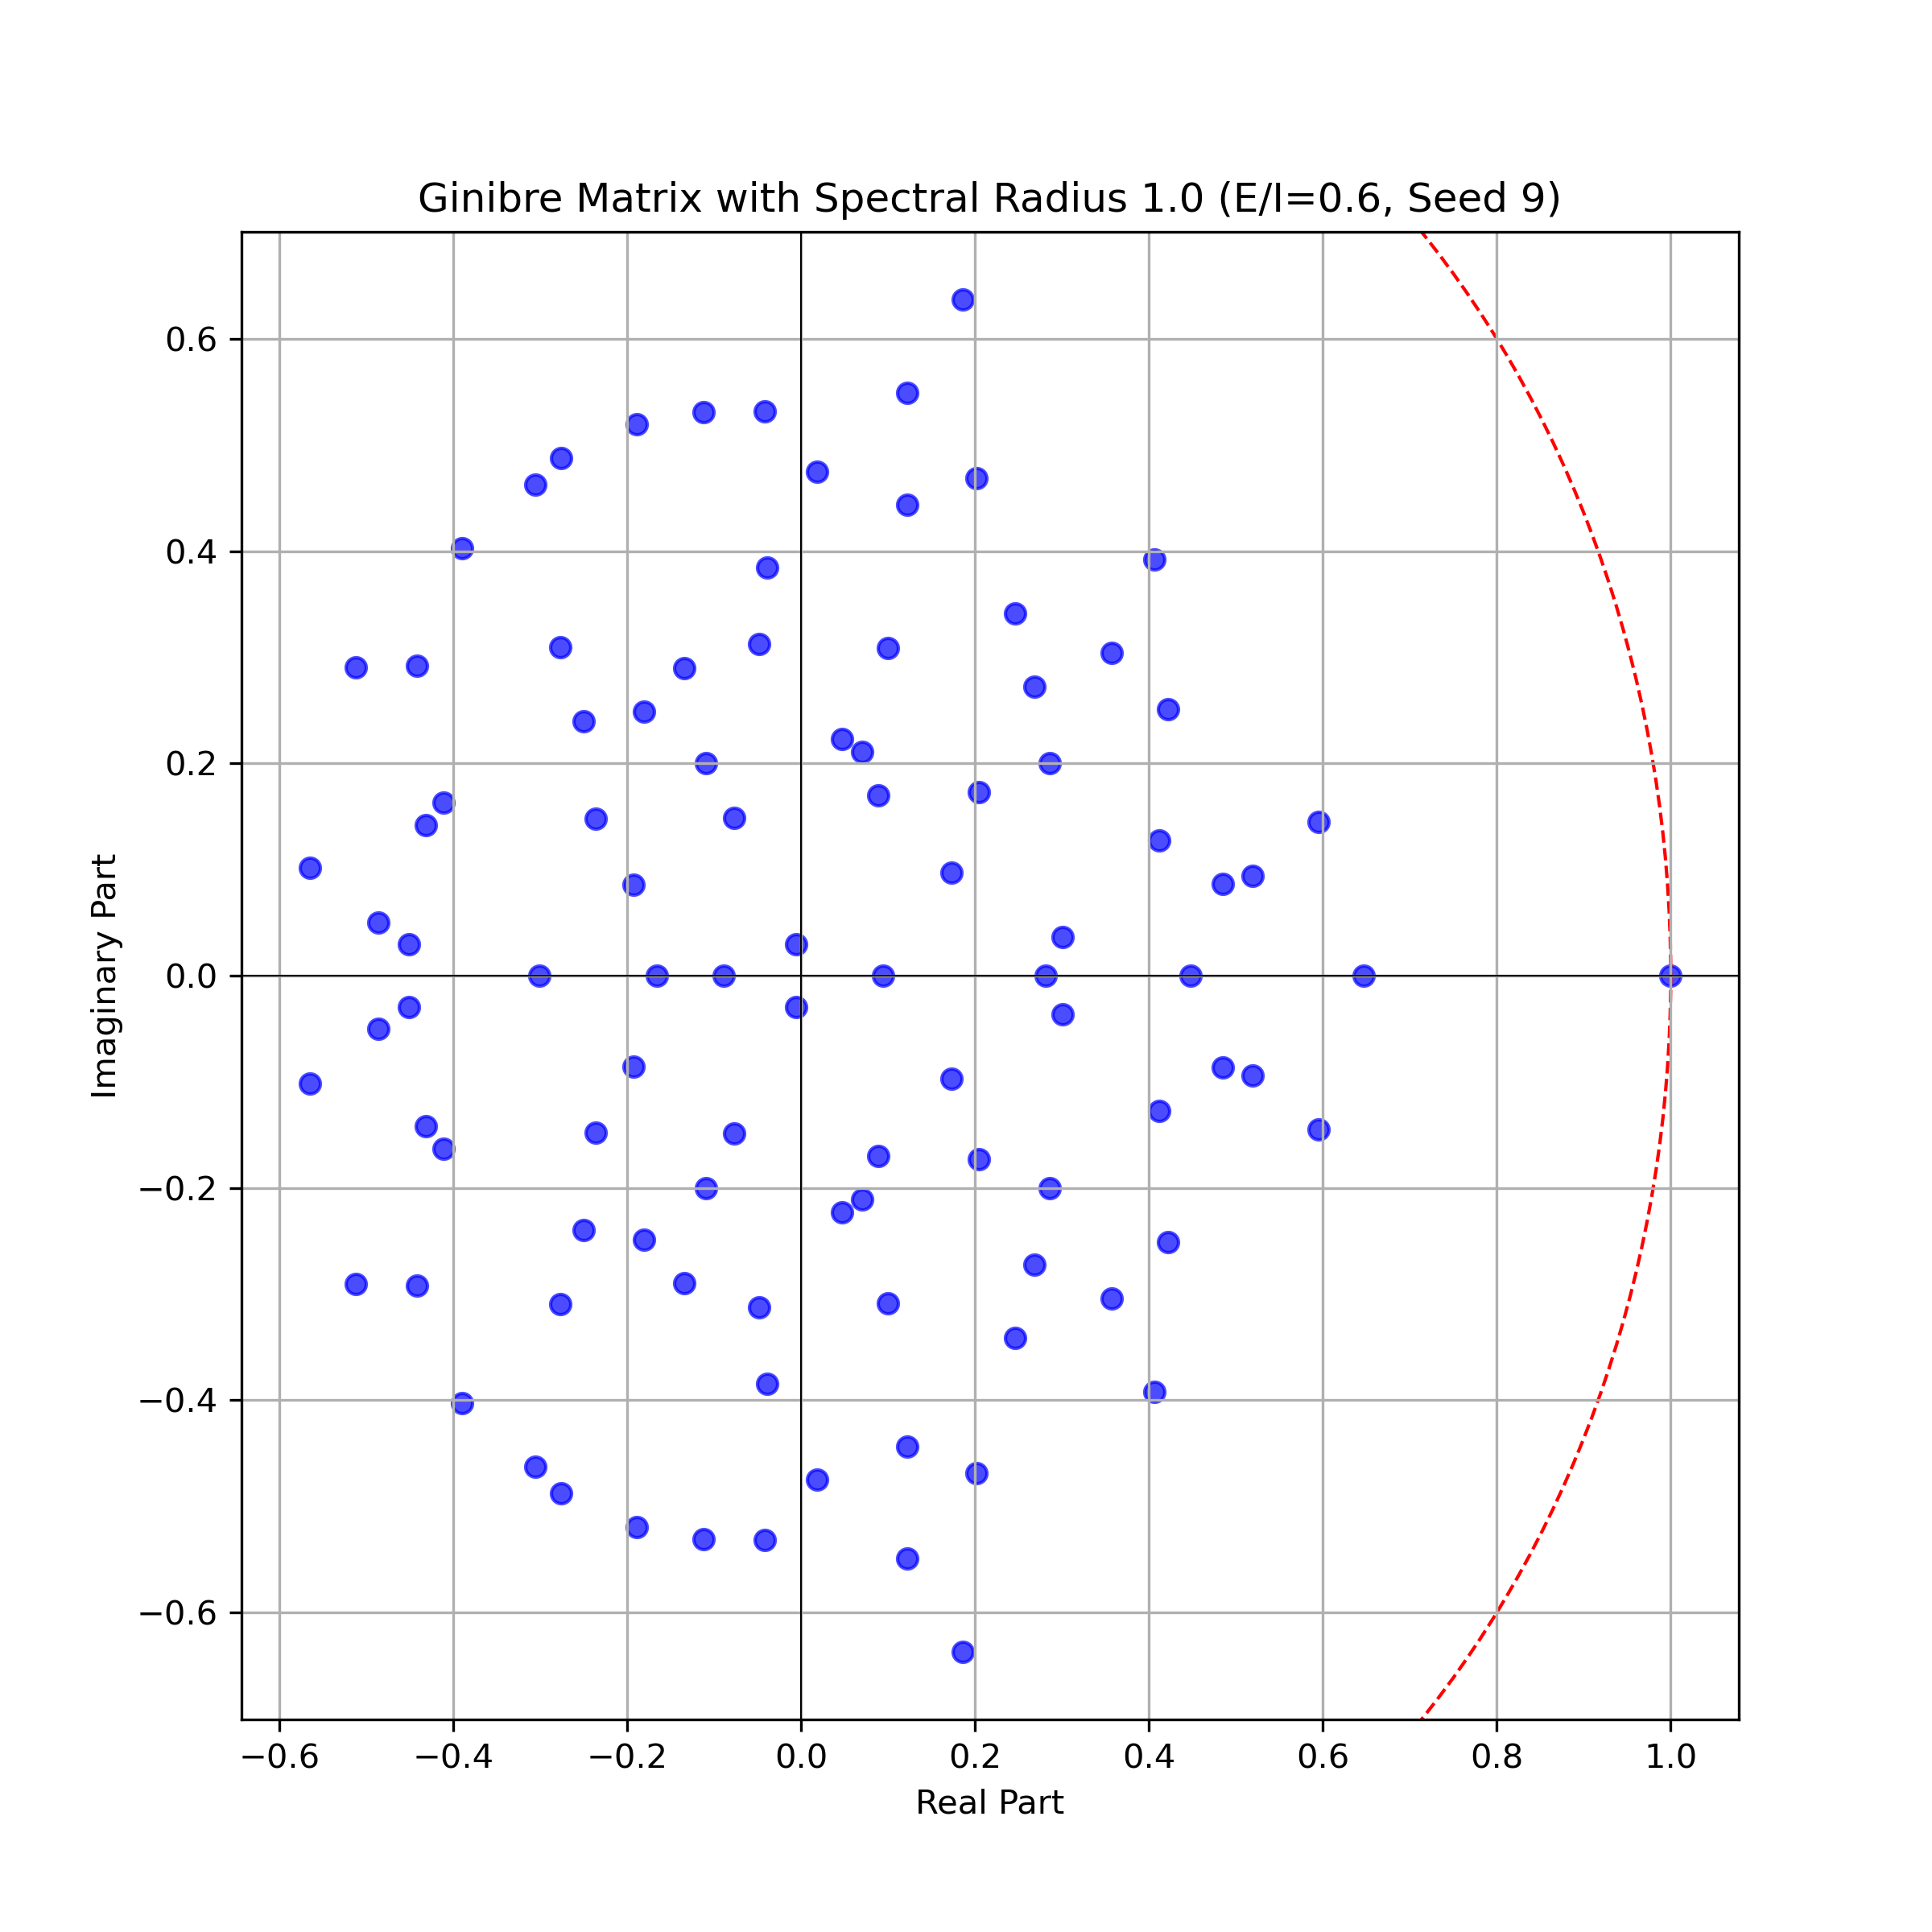 Ginibre Matrix with Spectral Radius 1.0 (E/I=0.6, Seed 9)
Imaginary Part
0.6
0.4
0.2
0.0
−0.2
−0.4
−0.6
−0.6 −0.4 −0.2 0.0 0.2 0.4 0.6 0.8 1.0
Real Part